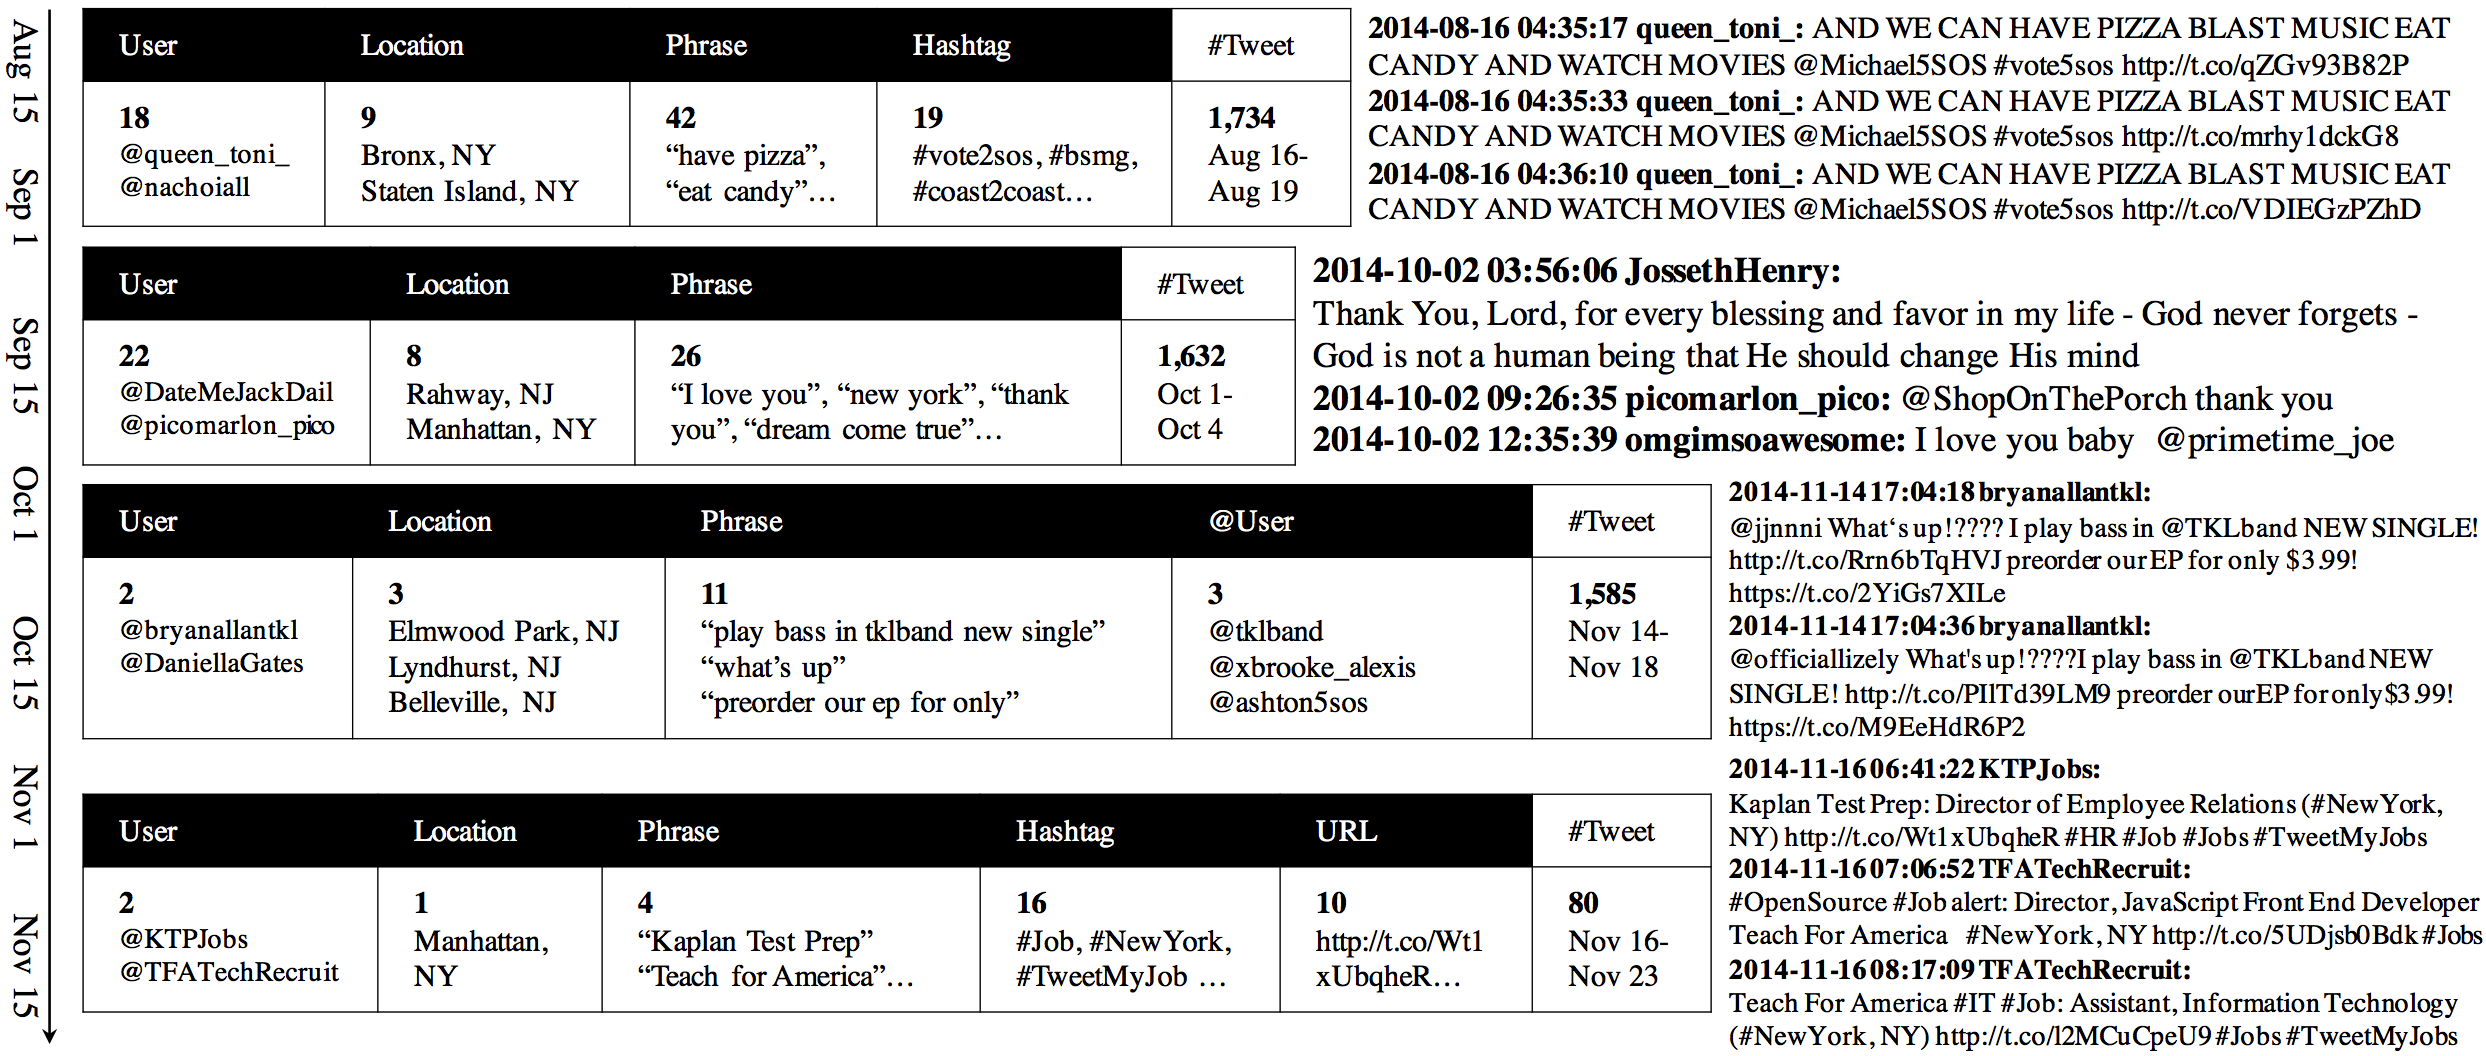 Aug 15
Sep 1
Sep 15
Oct 1
Oct 15
Nov 1
Nov 15
User Location Phrase Hashtag #Tweet
18 9 42 19 1,734
@queen_toni_ Bronx, NY "have pizza", #vote2sos, #bsmg, Aug 16-
@nachoiall Staten Island, NY "eat candy"… #coast2coast… Aug 19
2014-08-16 04:35:17 queen_toni_: AND WE CAN HAVE PIZZA BLAST MUSIC EAT
CANDY AND WATCH MOVIES @Michael5SOS #vote5sos http://t.co/qZGv93B82P
2014-08-16 04:35:33 queen_toni_: AND WE CAN HAVE PIZZA BLAST MUSIC EAT
CANDY AND WATCH MOVIES @Michael5SOS #vote5sos http://t.co/mrhy1dckG8
2014-08-16 04:36:10 queen_toni_: AND WE CAN HAVE PIZZA BLAST MUSIC EAT
CANDY AND WATCH MOVIES @Michael5SOS #vote5sos http://t.co/VDIEGzPZhD
User Location Phrase #Tweet
22 8 26 1,632
@DateMeJackDail Rahway, NJ "I love you", "new york", "thank Oct 1-
@picomarlon_pico Manhattan, NY you", "dream come true"… Oct 4
2014-10-02 03:56:06 JossethHenry:
Thank You, Lord, for every blessing and favor in my life - God never forgets -
God is not a human being that He should change His mind
2014-10-02 09:26:35 picomarlon_pico: @ShopOnThePorch thank you
2014-10-02 12:35:39 omgimsoawesome: I love you baby @primetime_joe
User Location Phrase @User #Tweet
2 3 11 3 1,585
@bryanallantkl Elmwood Park, NJ "play bass in tklband new single" @tklband Nov 14-
@DaniellaGates Lyndhurst, NJ "what's up" @xbrooke_alexis Nov 18
Belleville, NJ "preorder our ep for only" @ashton5sos
2014-11-14 17:04:18 bryanallantkl:
@jjnnni What's up!???? I play bass in @TKLband NEW SINGLE!
http://t.co/Rrn6bTqHVJ preorder our EP for only $3.99!
https://t.co/2YiGs7XILe
2014-11-14 17:04:36 bryanallantkl:
@officiallizely What's up!????I play bass in @TKLband NEW
SINGLE! http://t.co/PIITd39LM9 preorder our EP for only $3.99!
https://t.co/M9EeHdR6P2
User Location Phrase Hashtag URL #Tweet
2 1 4 16 10 80
@KTPJobs Manhattan, "Kaplan Test Prep" #Job, #NewYork, http://t.co/Wt1 Nov 16-
@TFATechRecruit NY "Teach for America"… #TweetMyJob … xUbqheR… Nov 23
2014-11-16 06:41:22 KTPJobs:
Kaplan Test Prep: Director of Employee Relations (#NewYork,
NY) http://t.co/Wt1xUbqheR #HR #Job #Jobs #TweetMyJobs
2014-11-16 07:06:52 TFATechRecruit:
#OpenSource #Job alert: Director, JavaScript Front End Developer
Teach For America #NewYork, NY http://t.co/5UDjsb0Bdk #Jobs
2014-11-16 08:17:09 TFATechRecruit:
Teach For America #IT #Job: Assistant, Information Technology
(#NewYork, NY) http://t.co/l2MCuCpeU9 #Jobs #TweetMyJobs